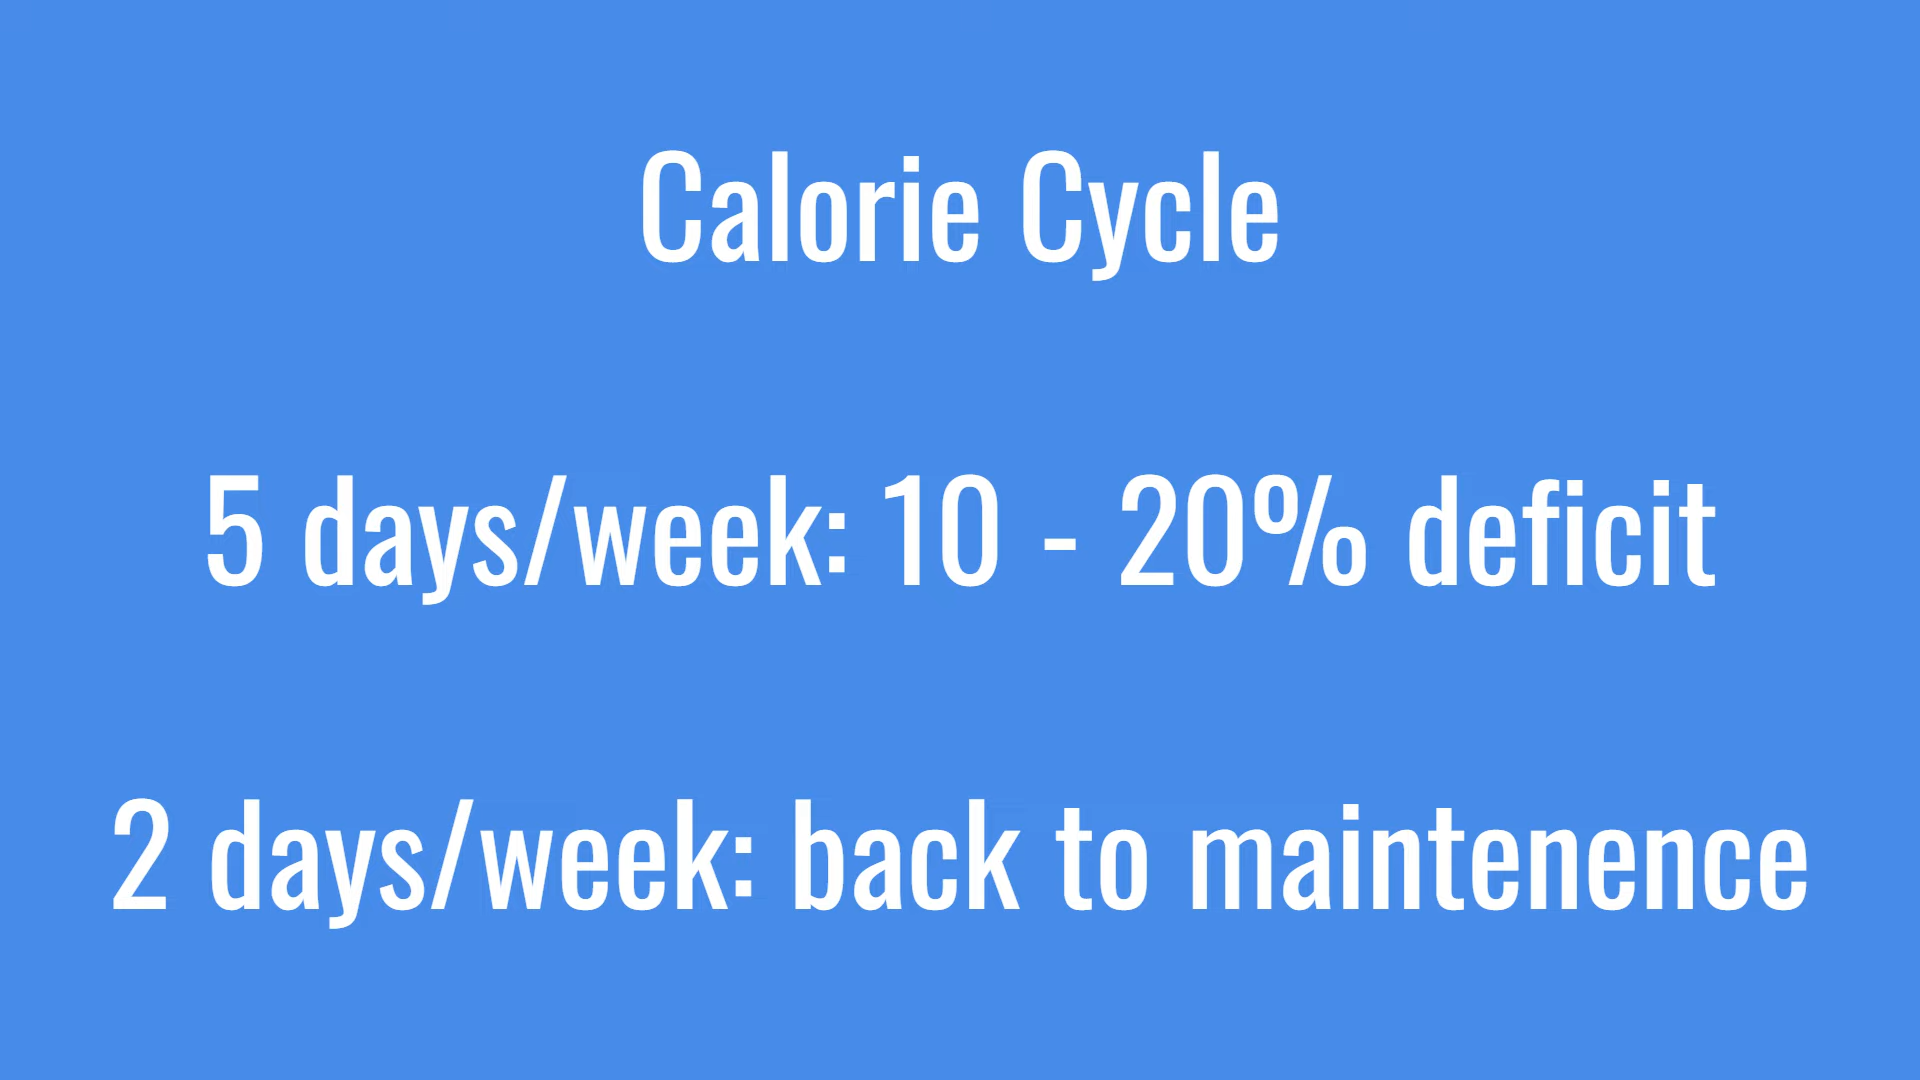 Calorie Cycle
5 days/week: 10 - 20% deficit
2 days/week: back to maintenence